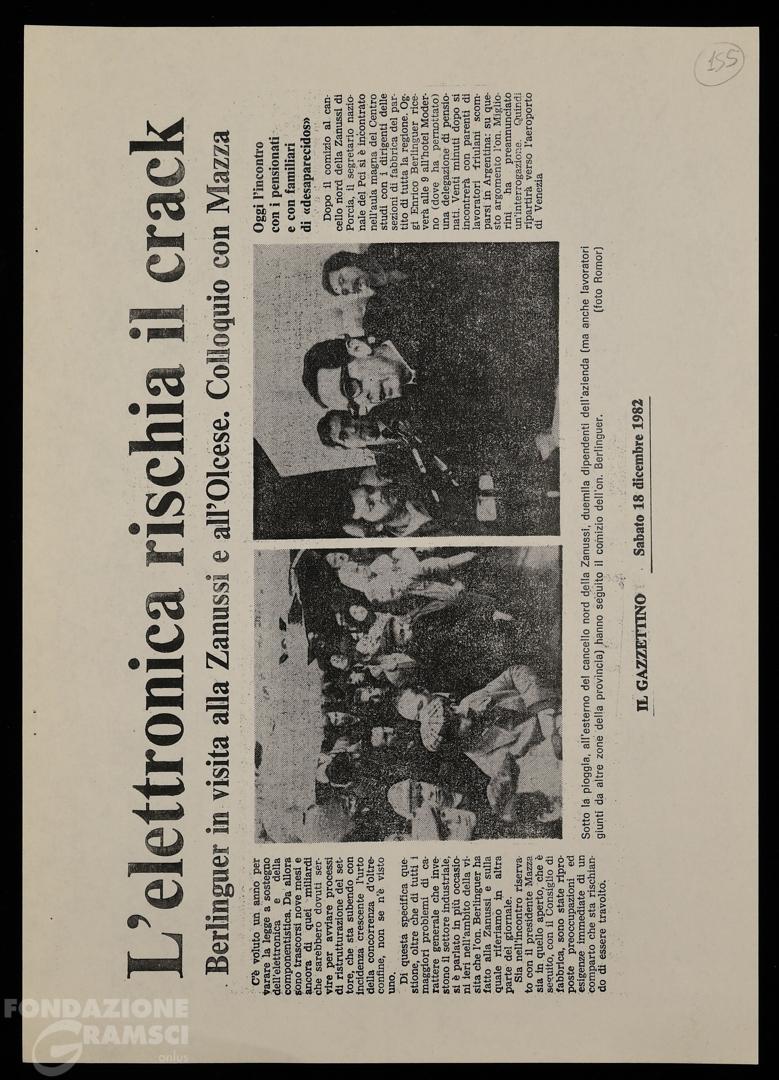 155
L'elettronica rischia il crack
Berlinguer in visita alla Zanussi e all'Olcese. Colloquio con Mazza
C'è voluto un anno per
varare la legge a sostegno
dell'elettronica e della
componentistica. Da allora
sono trascorsi nove mesi e
ancora di quei miliardi
che sarebbero dovuti ser-
vire per avviare processi
di ristrutturazione del set-
tore, che sta subendo con
incidenza crescente l'urto
della concorrenza d'oltre-
confine, non se n'è visto
uno.
Di questa specifica que-
stione, oltre che di tutti i
maggiori problemi di ca-
rattere generale che inve-
stono il settore industriale,
si è parlato in più occasio-
ni ieri nell'ambito della vi-
sita che l'on. Berlinguer ha
fatto alla Zanussi e sulla
quale riferiamo in altra
parte del giornale.
Sia nell'incontro riserva-
to con il presidente Mazza
sia in quello aperto, che è
seguito, con il Consiglio di
fabbrica, sono state ripro-
poste preoccupazioni ed
esigenze immediate di un
comparto che sta rischian-
do di essere travolto.
Oggi l'incontro
con i pensionati
e con familiari
di «desaparecidos»
Dopo il comizio al can-
cello nord della Zanussi di
Porcia, il segretario nazio-
nale del Pci si è incontrato
nell'aula magna del Centro
studi con i dirigenti delle
sezioni di fabbrica del par-
tito di tutta la regione. Og-
gi Enrico Berlinguer rice-
verà alle 9 all'hotel Moder-
no (dove ha pernottato)
una delegazione di pensio-
nati. Venti minuti dopo si
incontrerà con parenti di
lavoratori friulani scom-
parsi in Argentina: su que-
sto argomento l'on. Miglio-
rini ha preannunciato
un'interrogazione. Quindi
ripartirà verso l'aeroporto
di Venezia
Sotto la pioggia, all'esterno del cancello nord della Zanussi, duemila dipendenti dell'azienda (ma anche lavoratori
giunti da altre zone della provincia) hanno seguito il comizio dell'on. Berlinguer. (foto Romor)
IL GAZZETTINO Sabato 18 dicembre 1982
FONDAZIONE
GRAMSCI
onlus